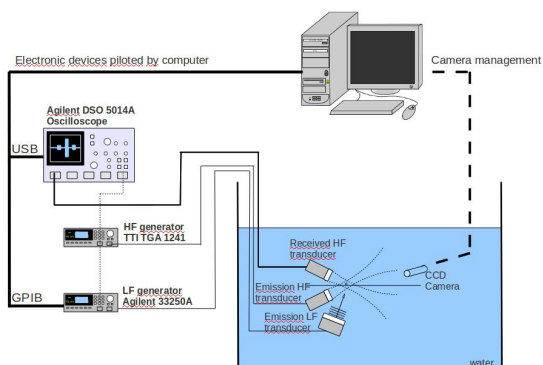 Electronic devices piloted by computer
Camera management
Agilent DSO 5014A
Oscilloscope
USB
HF generator
TTI TGA 1241
LF generator
Agilent 33250A
GPIB
Received HF
transducer
Emission HF
transducer
Emission LF
transducer
CCD
Camera
water